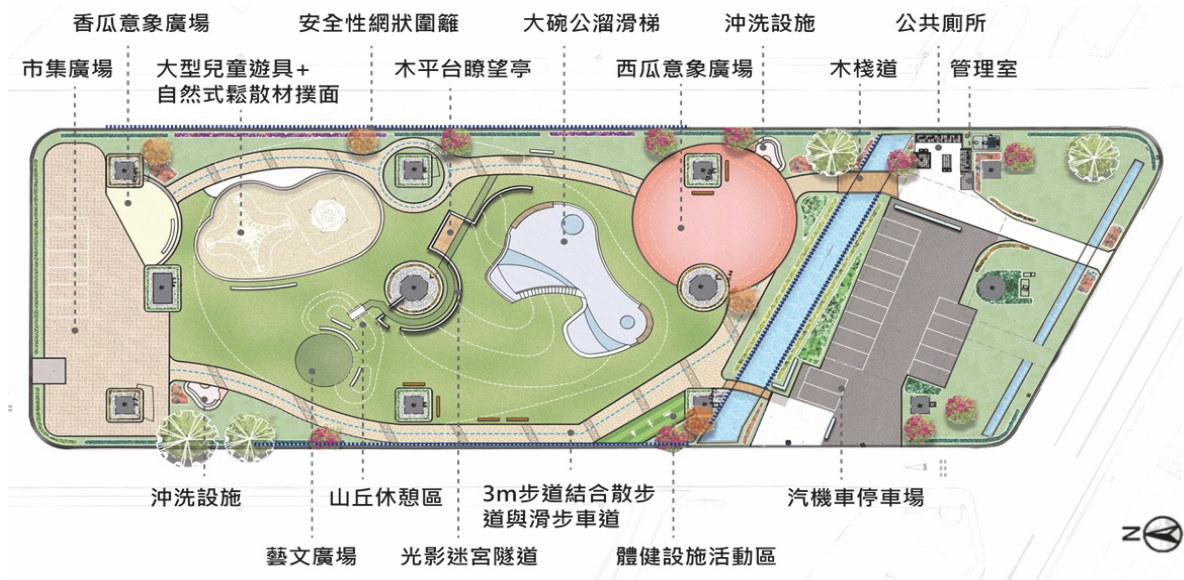 香瓜意象廣場
安全性網狀圍籬
大碗公溜滑梯
沖洗設施
公共廁所
市集廣場
大型兒童遊具+
自然式鬆散材撲面
木平台瞭望亭
西瓜意象廣場
木棧道
管理室
沖洗設施
山丘休憩區
3m步道結合散步
道與滑步車道
汽機車停車場
藝文廣場
光影迷宮隧道
體健設施活動區
N